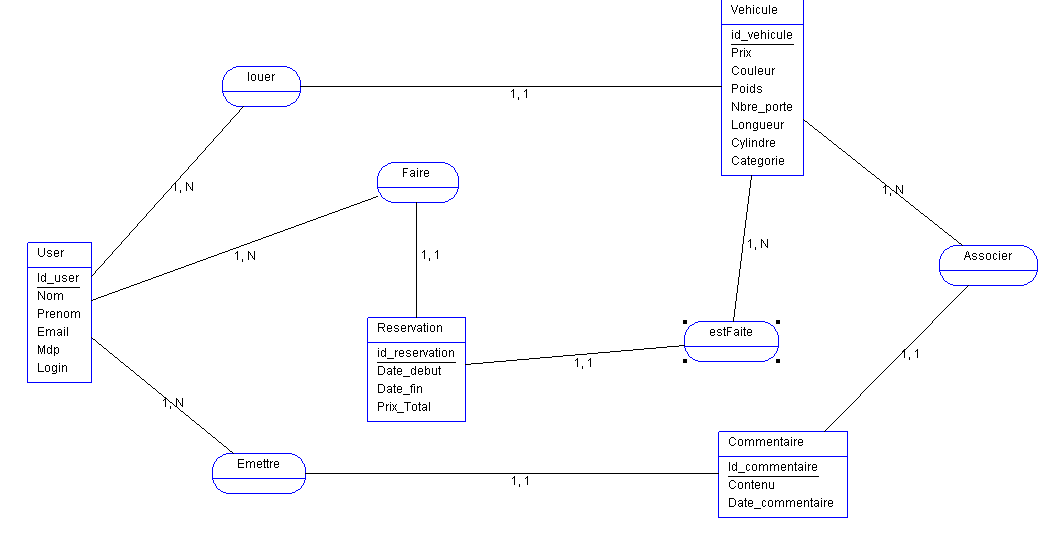 Vehicule
id_vehicule
Prix
Couleur
Poids
Nbre_porte
Longueur
Cylindre
Categorie
louer
1, 1
1, N
Faire
1, N
1, 1
1, N
1, N
Associer
User
Id_user
Nom
Prenom
Email
Mdp
Login
Reservation
id_reservation
Date_debut
Date_fin
Prix_Total
estFaite
1, 1
1, 1
1, N
Emettre
1, 1
Commentaire
Id_commentaire
Contenu
Date_commentaire